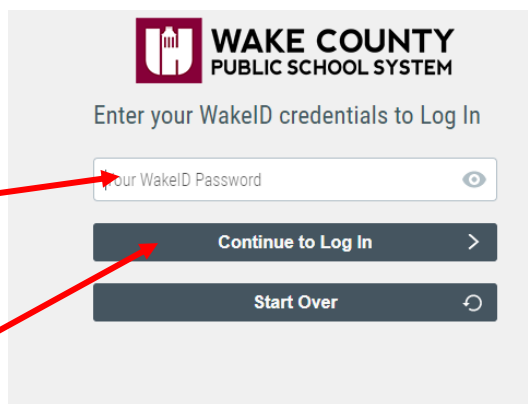 WAKE COUNTY
PUBLIC SCHOOL SYSTEM
Enter your WakeID credentials to Log In
Your WakeID Password
Continue to Log In
Start Over